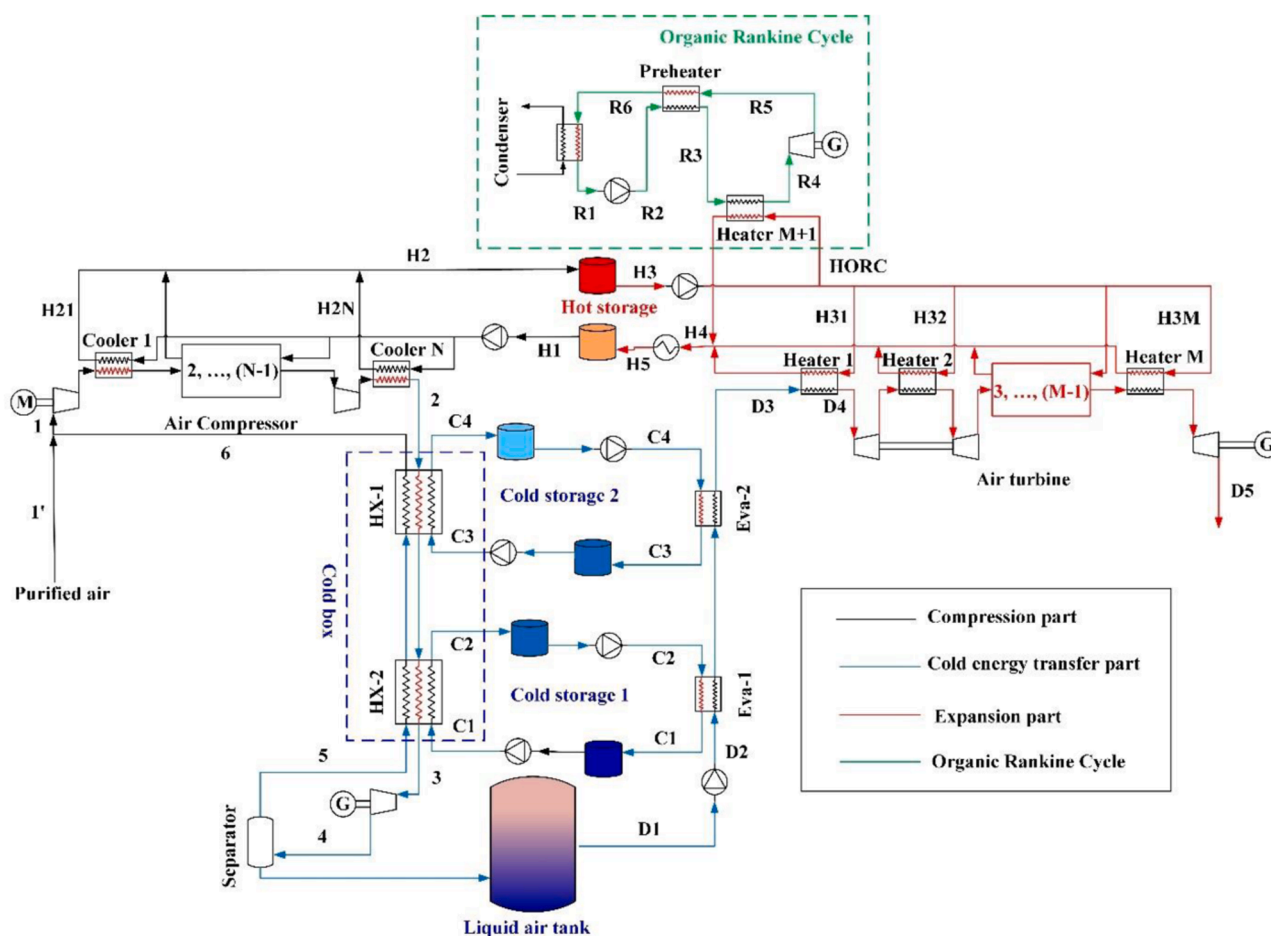 Organic Rankine Cycle
Preheater
R6
R5
Condenser
R3
G
R4
R1
R2
Heater M+1
H2
H3
HORC
Hot storage
H21
H2N
H31
H32
H3M
Cooler 1
Cooler N
H1
H5
H4
Heater 1
Heater 2
Heater M
2, ..., (N-1)
3, ..., (M-1)
M
1
2
D3
D4
G
Air Compressor
6
C4
C4
Air turbine
D5
Cold storage 2
HX-1
Eva-2
1'
C3
C3
Purified air
Cold box
C2
C2
Compression part
Cold energy transfer part
Expansion part
Organic Rankine Cycle
HX-2
Cold storage 1
Eva-1
C1
C1
D2
5
3
G
4
D1
Separator
Liquid air tank